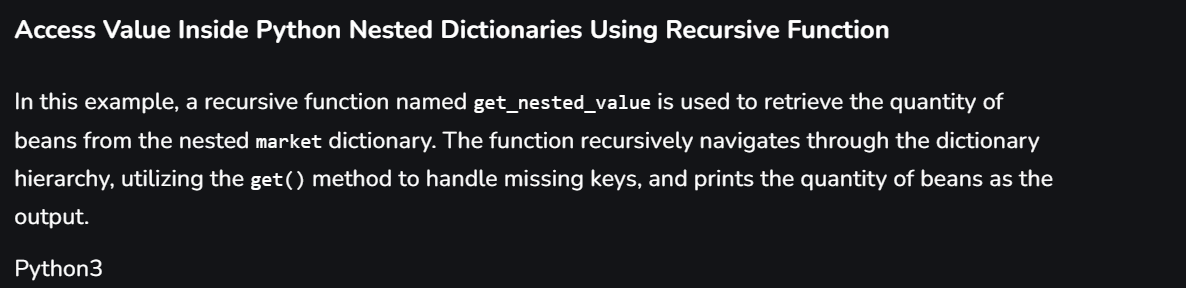 Access Value Inside Python Nested Dictionaries Using Recursive Function
In this example, a recursive function named get_nested_value is used to retrieve the quantity of
beans from the nested market dictionary. The function recursively navigates through the dictionary
hierarchy, utilizing the get() method to handle missing keys, and prints the quantity of beans as the
output.
Python3